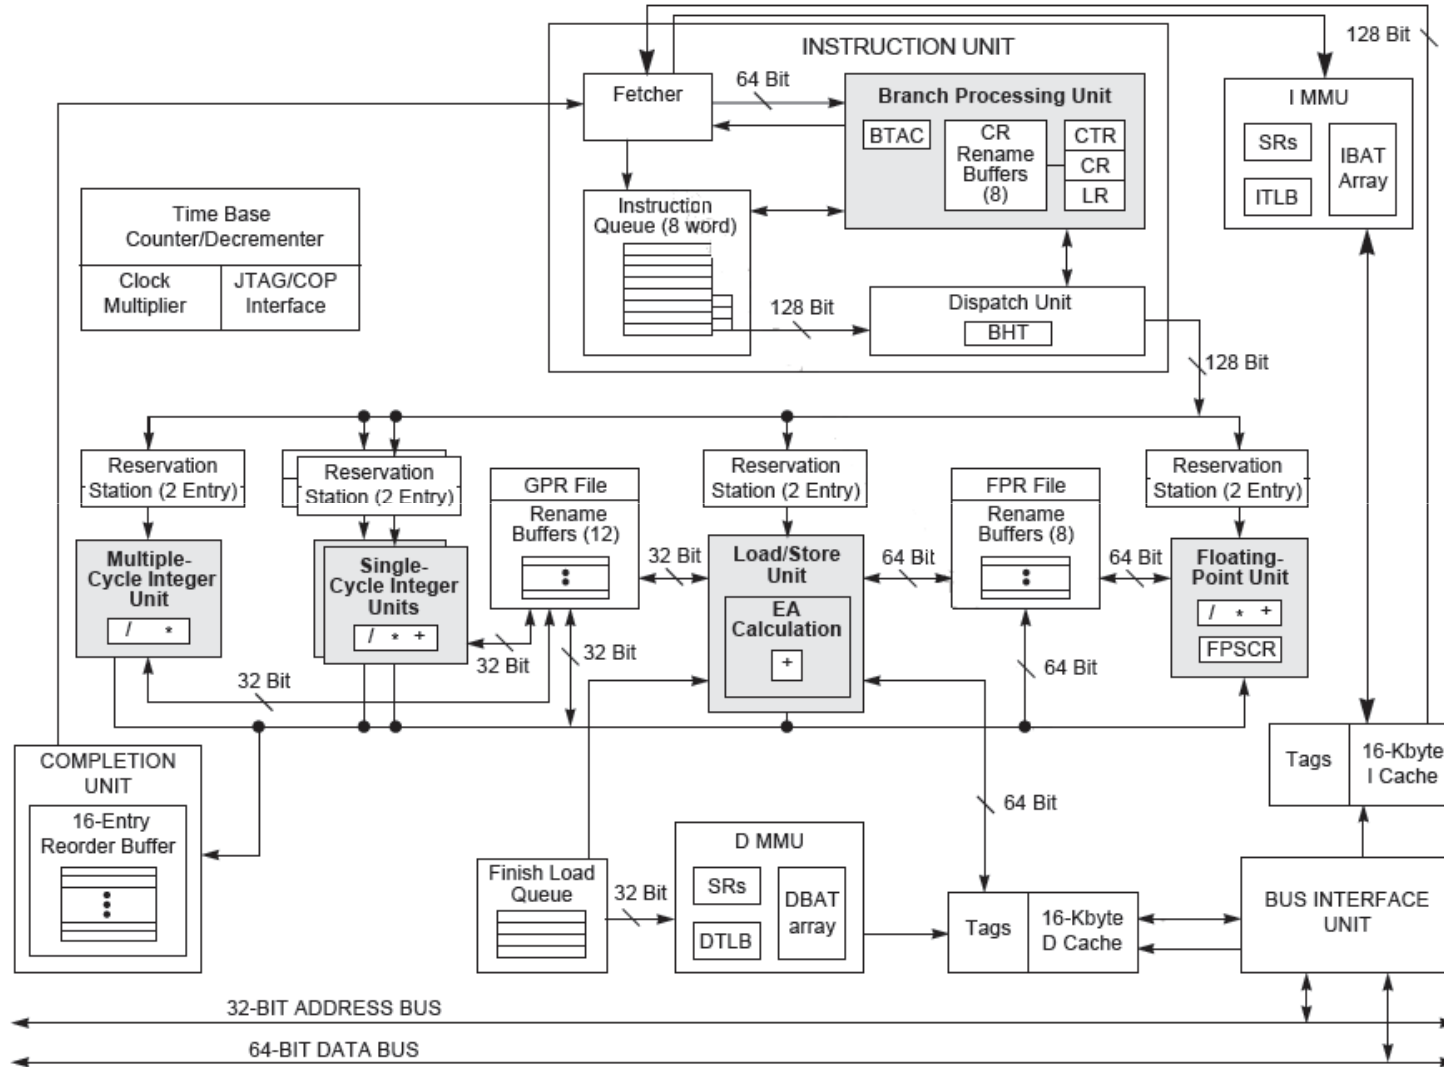 128 Bit
INSTRUCTION UNIT
Fetcher
64 Bit
Branch Processing Unit
BTAC
CR
Rename
Buffers
(8)
CTR
CR
LR
I MMU
SRs
ITLB
IBAT
Array
Time Base
Counter/Decrementer
Clock
Multiplier
JTAG/COP
Interface
Instruction
Queue (8 word)
128 Bit
Dispatch Unit
BHT
128 Bit
Reservation
Station (2 Entry)
Reservation
Station (2 Entry)
GPR File
Rename
Buffers (12)
Reservation
Station (2 Entry)
FPR File
Rename
Buffers (8)
Reservation
Station (2 Entry)
Multiple-
Cycle Integer
Unit
/ *
Single-
Cycle Integer
Units
/ * +
32 Bit
32 Bit
32 Bit
32 Bit
Load/Store
Unit
EA
Calculation
+
64 Bit
64 Bit
64 Bit
Floating-
Point Unit
/ * +
FPSCR
COMPLETION
UNIT
16-Entry
Reorder Buffer
Tags
16-Kbyte
I Cache
64 Bit
Finish Load
Queue
32 Bit
D MMU
SRs
DTLB
DBAT
array
Tags
16-Kbyte
D Cache
BUS INTERFACE
UNIT
32-BIT ADDRESS BUS
64-BIT DATA BUS